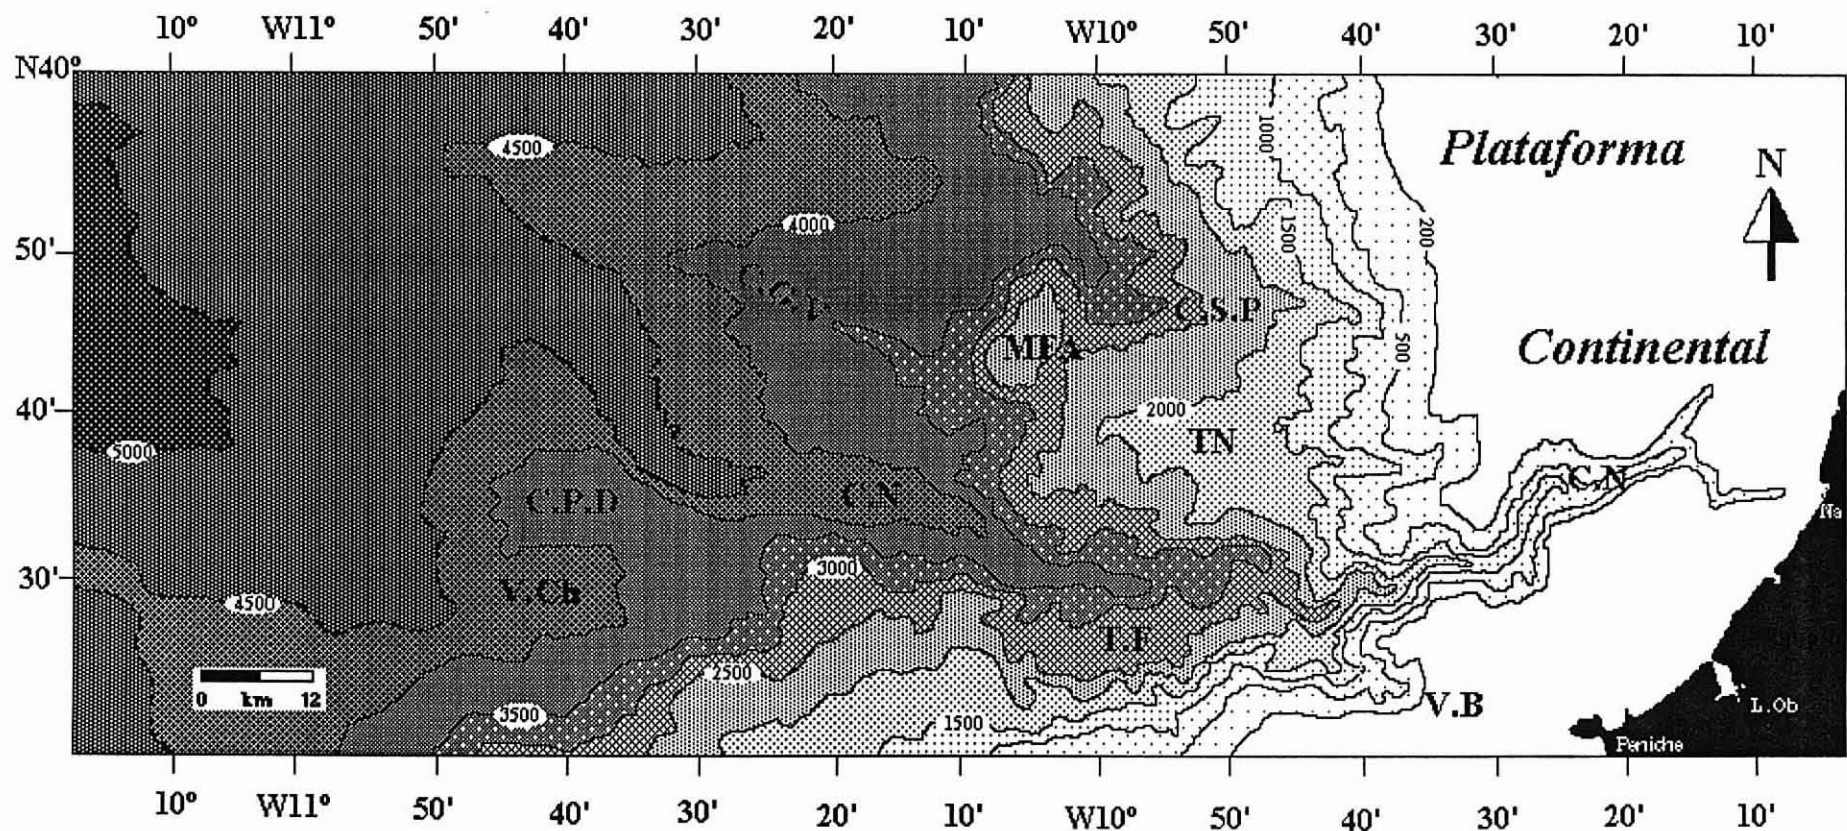 10° W11° 50' 40' 30' 20' 10' W10° 50' 40' 30' 20' 10'
N40°
4500
1000
Plataforma
N
4000
200
50'
1500
C.S.P
MFA
500
Continental
40'
2000
TN
5000
C.N
C.N
C.P.D
Na
30'
3000
V.Ch
4500
T.F
2500
0 km 12
V.B
L.Ob
3500
1500
Peniche
10° W11° 50' 40' 30' 20' 10' W10° 50' 40' 30' 20' 10'